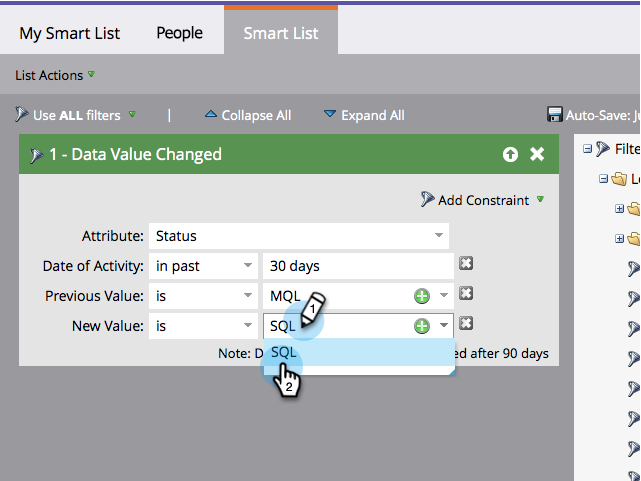 My Smart List People Smart List
List Actions
Use ALL filters | Collapse All Expand All Auto-Save: Ju
1 - Data Value Changed
Filte
Add Constraint
Attribute: Status
Date of Activity: in past 30 days
Previous Value: is MQL
1
New Value: is SQL
SQL
Note: D ed after 90 days
2